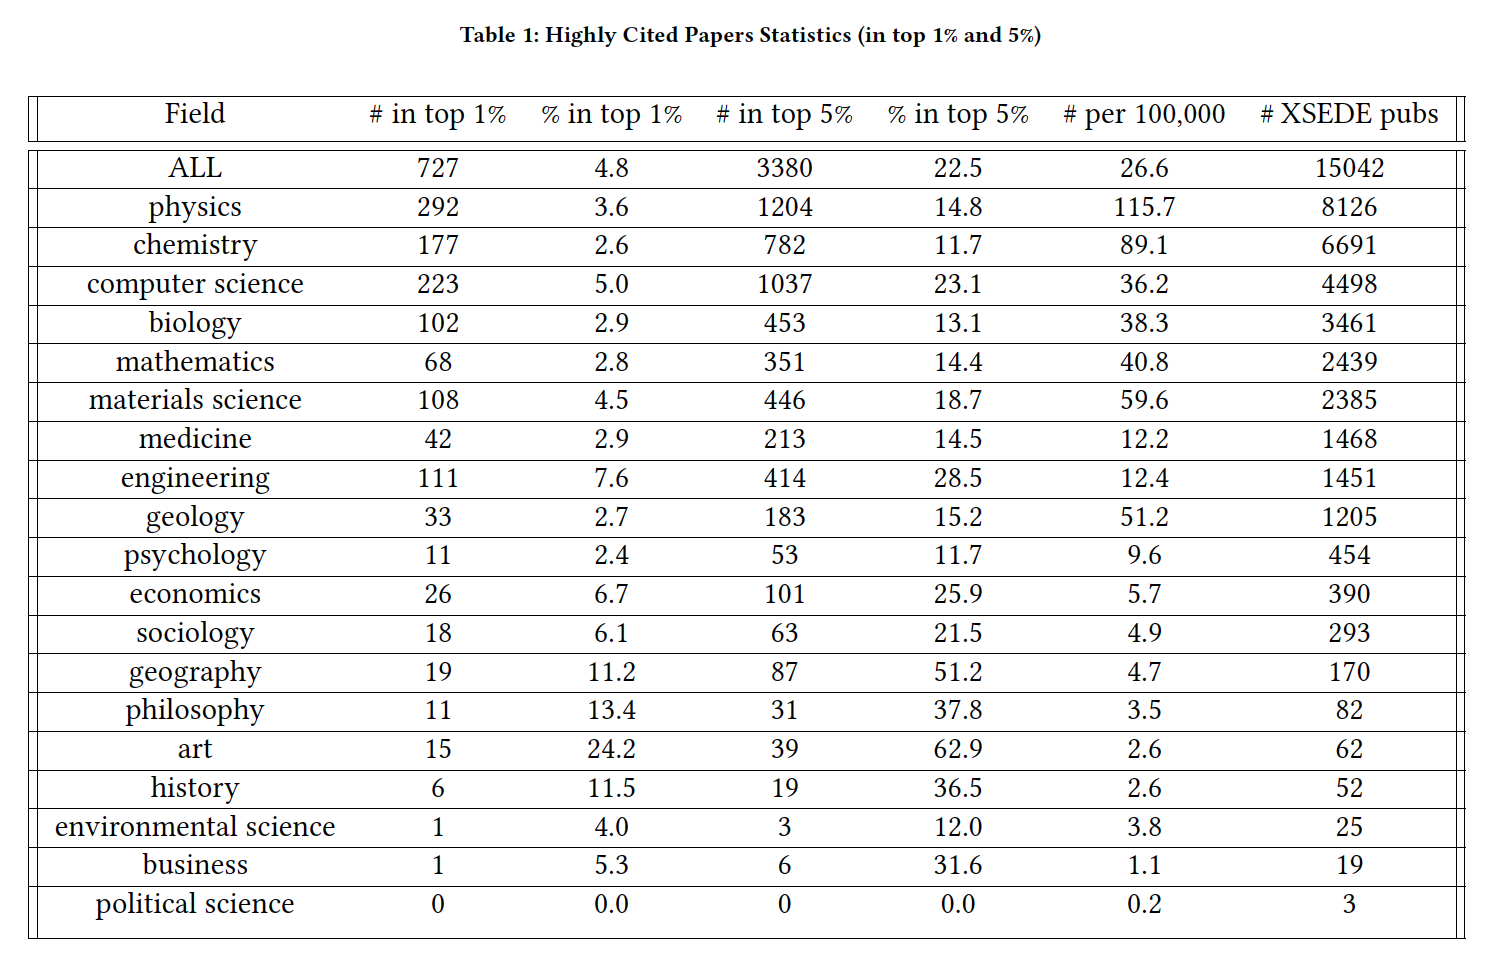 Table 1: Highly Cited Papers Statistics (in top 1% and 5%)
Field # in top 1% % in top 1% # in top 5% % in top 5% # per 100,000 # XSEDE pubs
ALL 727 4.8 3380 22.5 26.6 15042
physics 292 3.6 1204 14.8 115.7 8126
chemistry 177 2.6 782 11.7 89.1 6691
computer science 223 5.0 1037 23.1 36.2 4498
biology 102 2.9 453 13.1 38.3 3461
mathematics 68 2.8 351 14.4 40.8 2439
materials science 108 4.5 446 18.7 59.6 2385
medicine 42 2.9 213 14.5 12.2 1468
engineering 111 7.6 414 28.5 12.4 1451
geology 33 2.7 183 15.2 51.2 1205
psychology 11 2.4 53 11.7 9.6 454
economics 26 6.7 101 25.9 5.7 390
sociology 18 6.1 63 21.5 4.9 293
geography 19 11.2 87 51.2 4.7 170
philosophy 11 13.4 31 37.8 3.5 82
art 15 24.2 39 62.9 2.6 62
history 6 11.5 19 36.5 2.6 52
environmental science 1 4.0 3 12.0 3.8 25
business 1 5.3 6 31.6 1.1 19
political science 0 0.0 0 0.0 0.2 3